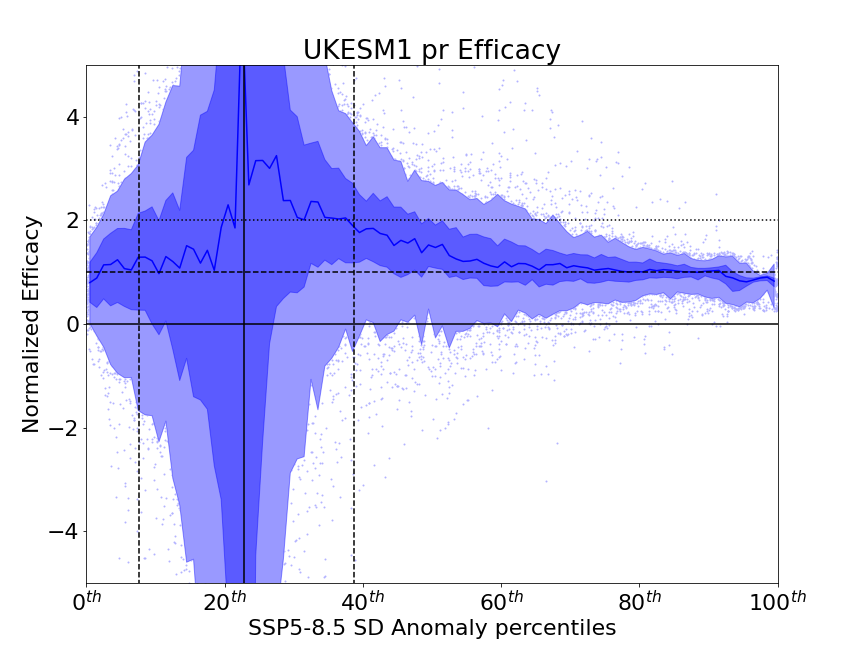 UKESM1 pr Efficacy
Normalized Efficacy
4
2
0
−2
−4
0th 20th 40th 60th 80th 100th
SSP5-8.5 SD Anomaly percentiles